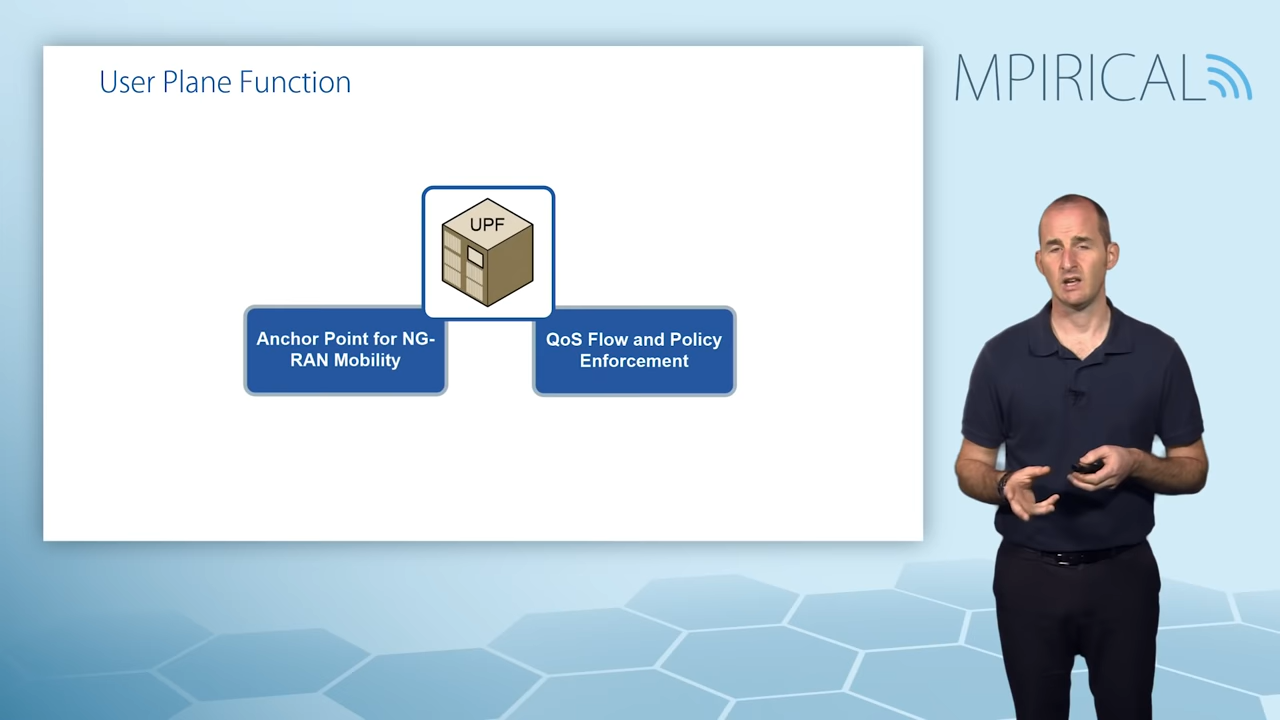 User Plane Function
MPIRICAL
UPF
Anchor Point for NG-
RAN Mobility
QoS Flow and Policy
Enforcement